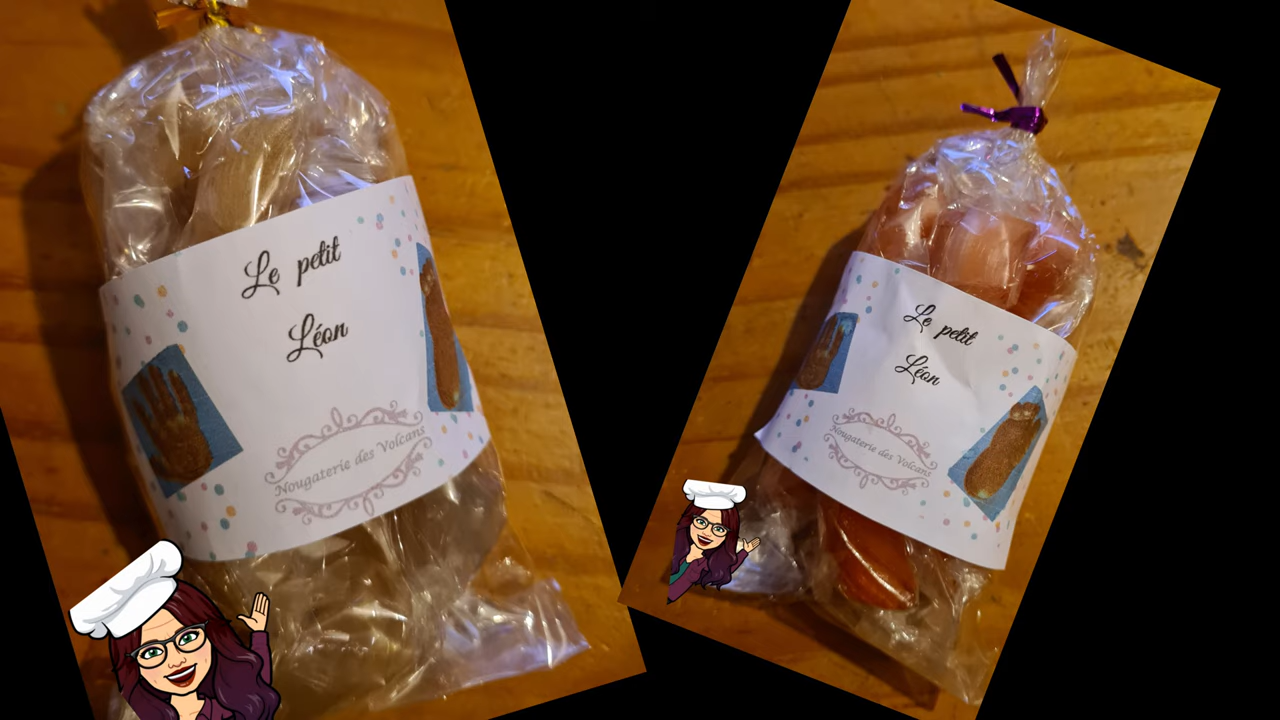 Le petit
Léon
Nougaterie des Volcans
Le petit
Léon
Nougaterie des Volcans